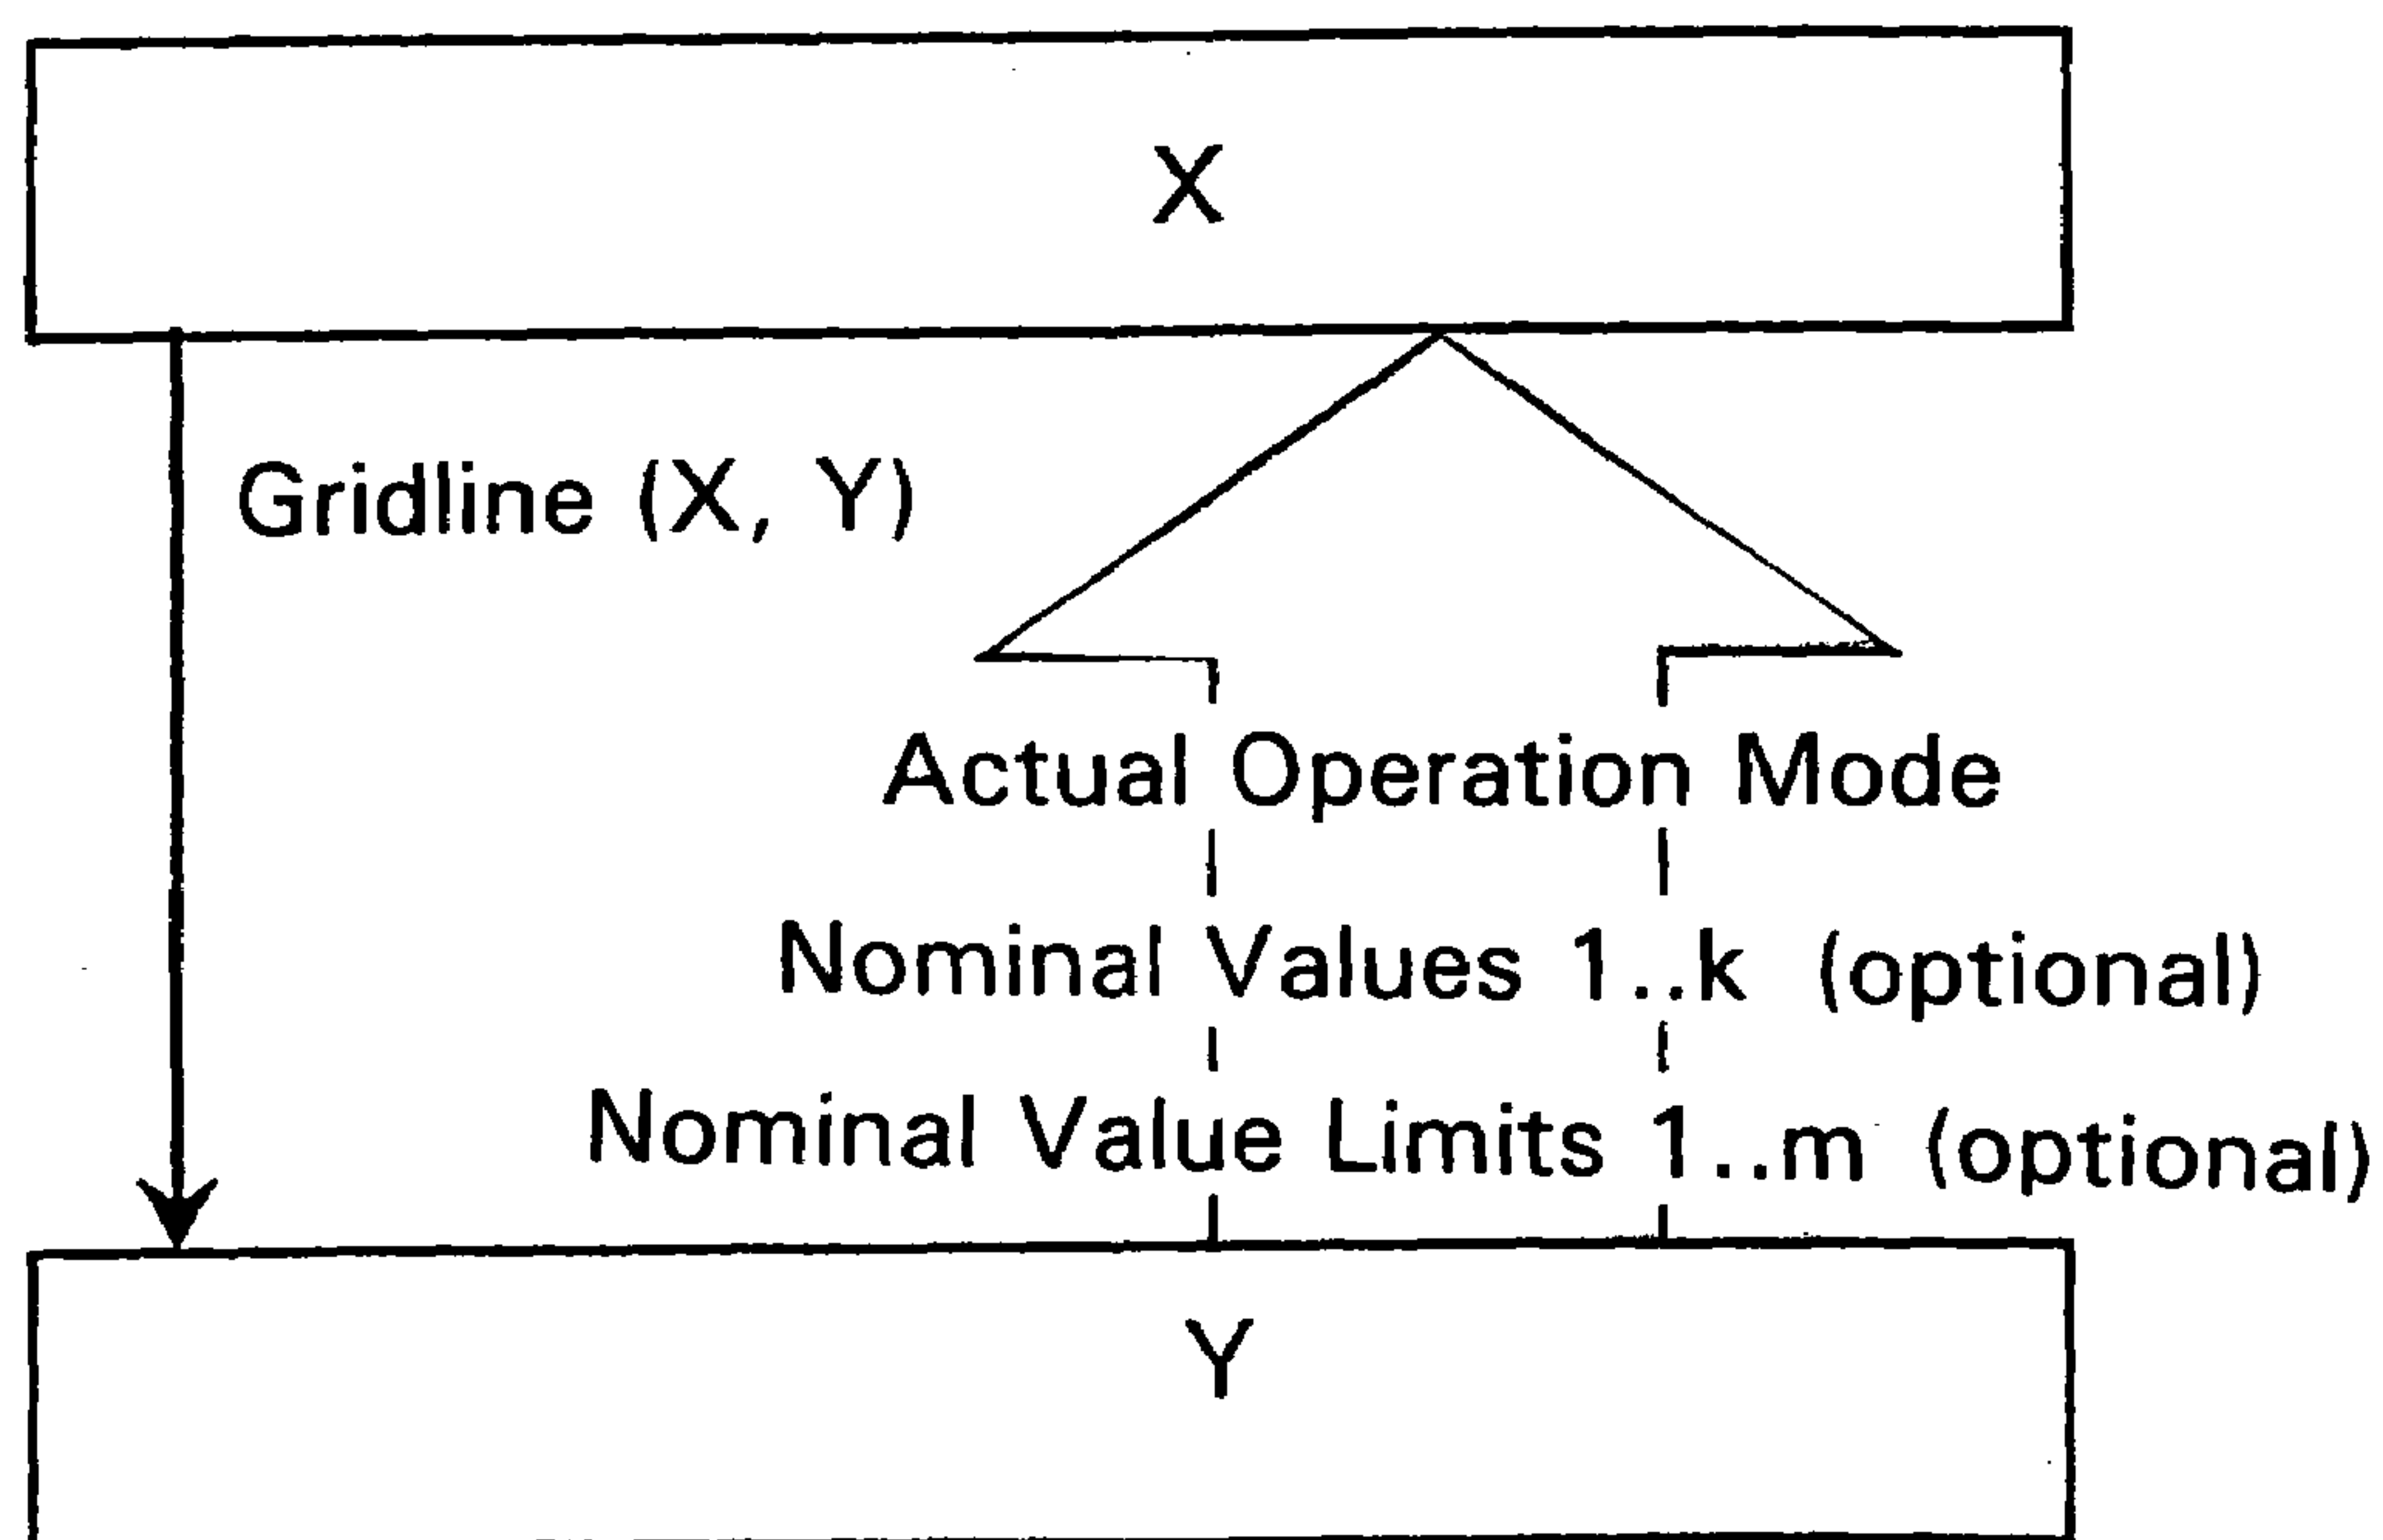 X
Gridline (X, Y)
Actual Operation Mode
Nominal Values 1..k (optional)
Nominal Value Limits 1..m (optional)
Y